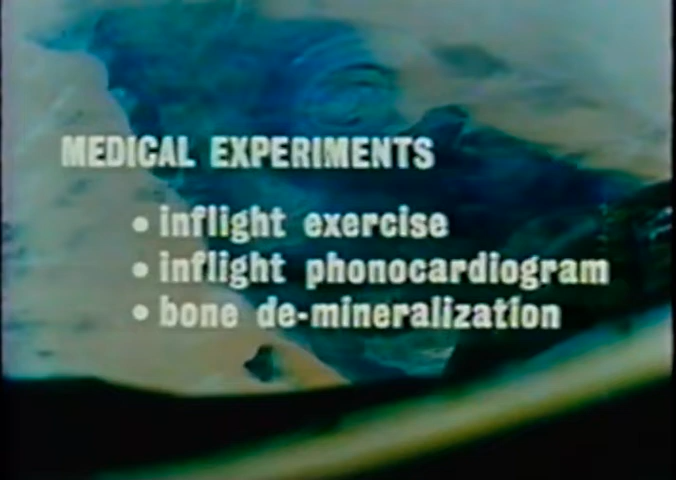 MEDICAL EXPERIMENTS
• inflight exercise
• inflight phonocardiogram
• bone de-mineralization